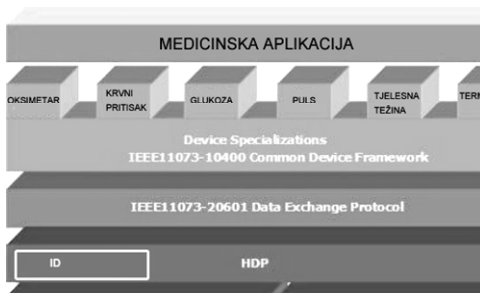 MEDICINSKA APLIKACIJA
OKSIMETAR
KRVNI
PRITISAK
GLUKOZA
PULS
TJELESNA
TEŽINA
TERM
Device Specializations
IEEE11073-10400 Common Device Framework
IEEE11073-20601 Data Exchange Protocol
ID
HDP